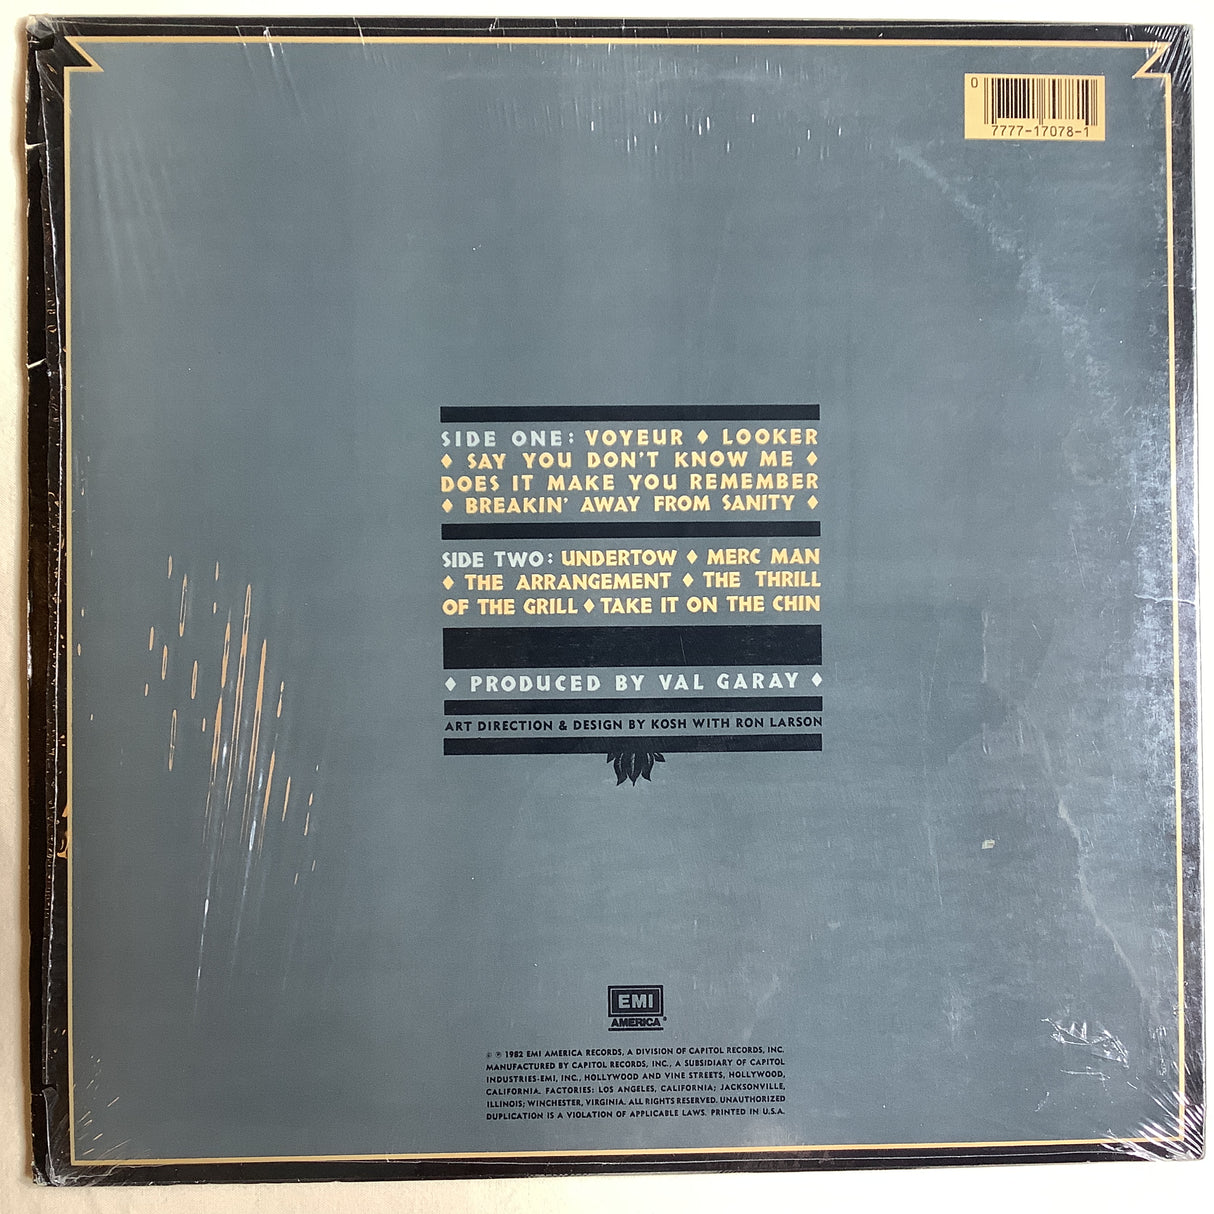 0
7777-17078-1
SIDE ONE: VOYEUR ♦ LOOKER
♦ SAY YOU DON'T KNOW ME ♦
DOES IT MAKE YOU REMEMBER
♦ BREAKIN' AWAY FROM SANITY ♦
SIDE TWO: UNDERTOW ♦ MERC MAN
♦ THE ARRANGEMENT ♦ THE THRILL
OF THE GRILL ♦ TAKE IT ON THE CHIN
♦ PRODUCED BY VAL GARAY ♦
ART DIRECTION & DESIGN BY KOSH WITH RON LARSON
EMI
AMERICA®
© ℗ 1982 EMI AMERICA RECORDS, A DIVISION OF CAPITOL RECORDS, INC.
MANUFACTURED BY CAPITOL RECORDS, INC., A SUBSIDIARY OF CAPITOL
INDUSTRIES-EMI, INC., HOLLYWOOD AND VINE STREETS, HOLLYWOOD,
CALIFORNIA. FACTORIES: LOS ANGELES, CALIFORNIA; JACKSONVILLE,
ILLINOIS; WINCHESTER, VIRGINIA. ALL RIGHTS RESERVED. UNAUTHORIZED
DUPLICATION IS A VIOLATION OF APPLICABLE LAWS. PRINTED IN U.S.A.